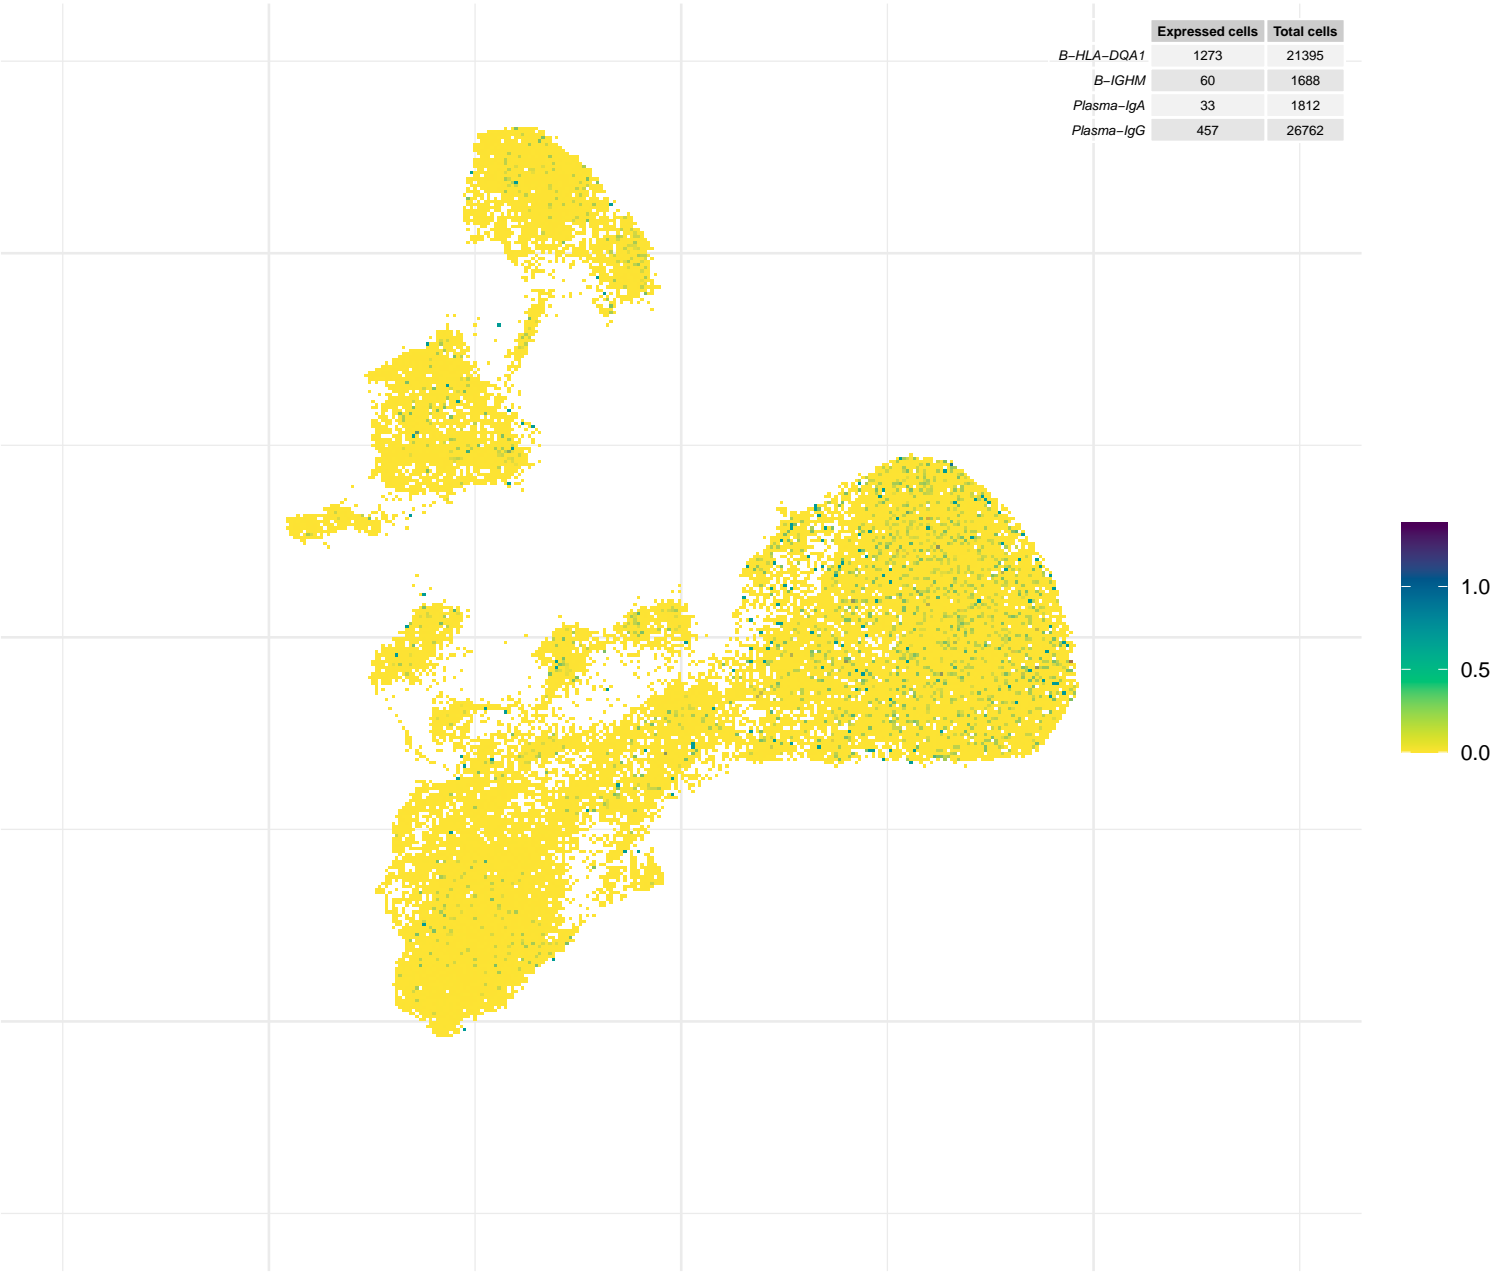 Expressed cells Total cells
B−HLA−DQA1 1273 21395
B−IGHM 60 1688
Plasma−IgA 33 1812
Plasma−IgG 457 26762
1.0
0.5
0.0